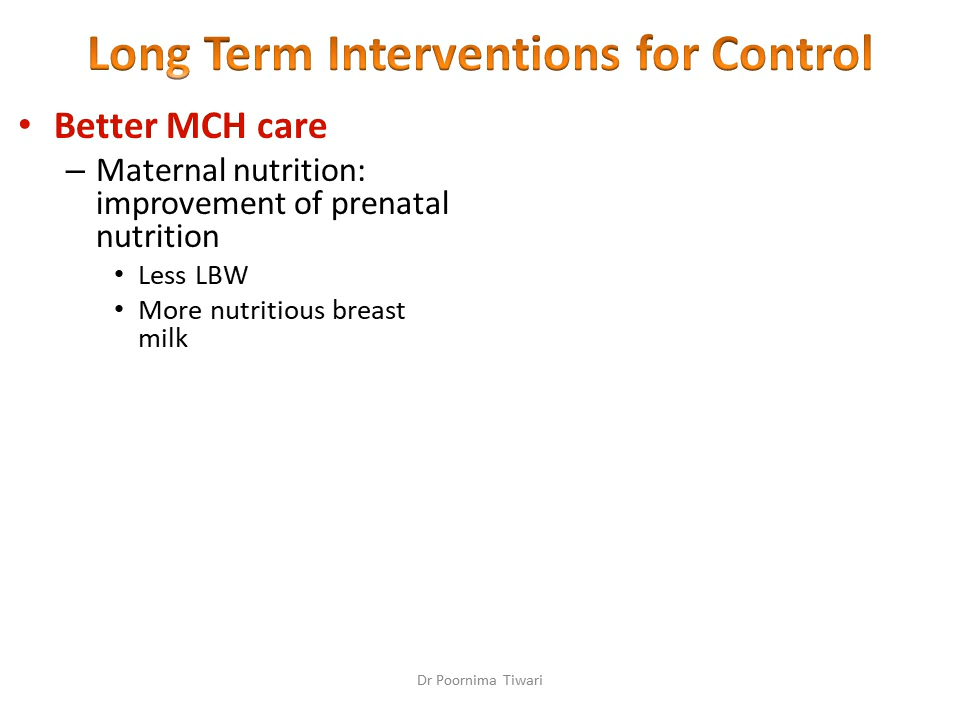 Long Term Interventions for Control
• Better MCH care
– Maternal nutrition:
improvement of prenatal
nutrition
• Less LBW
• More nutritious breast
milk
Dr Poornima Tiwari